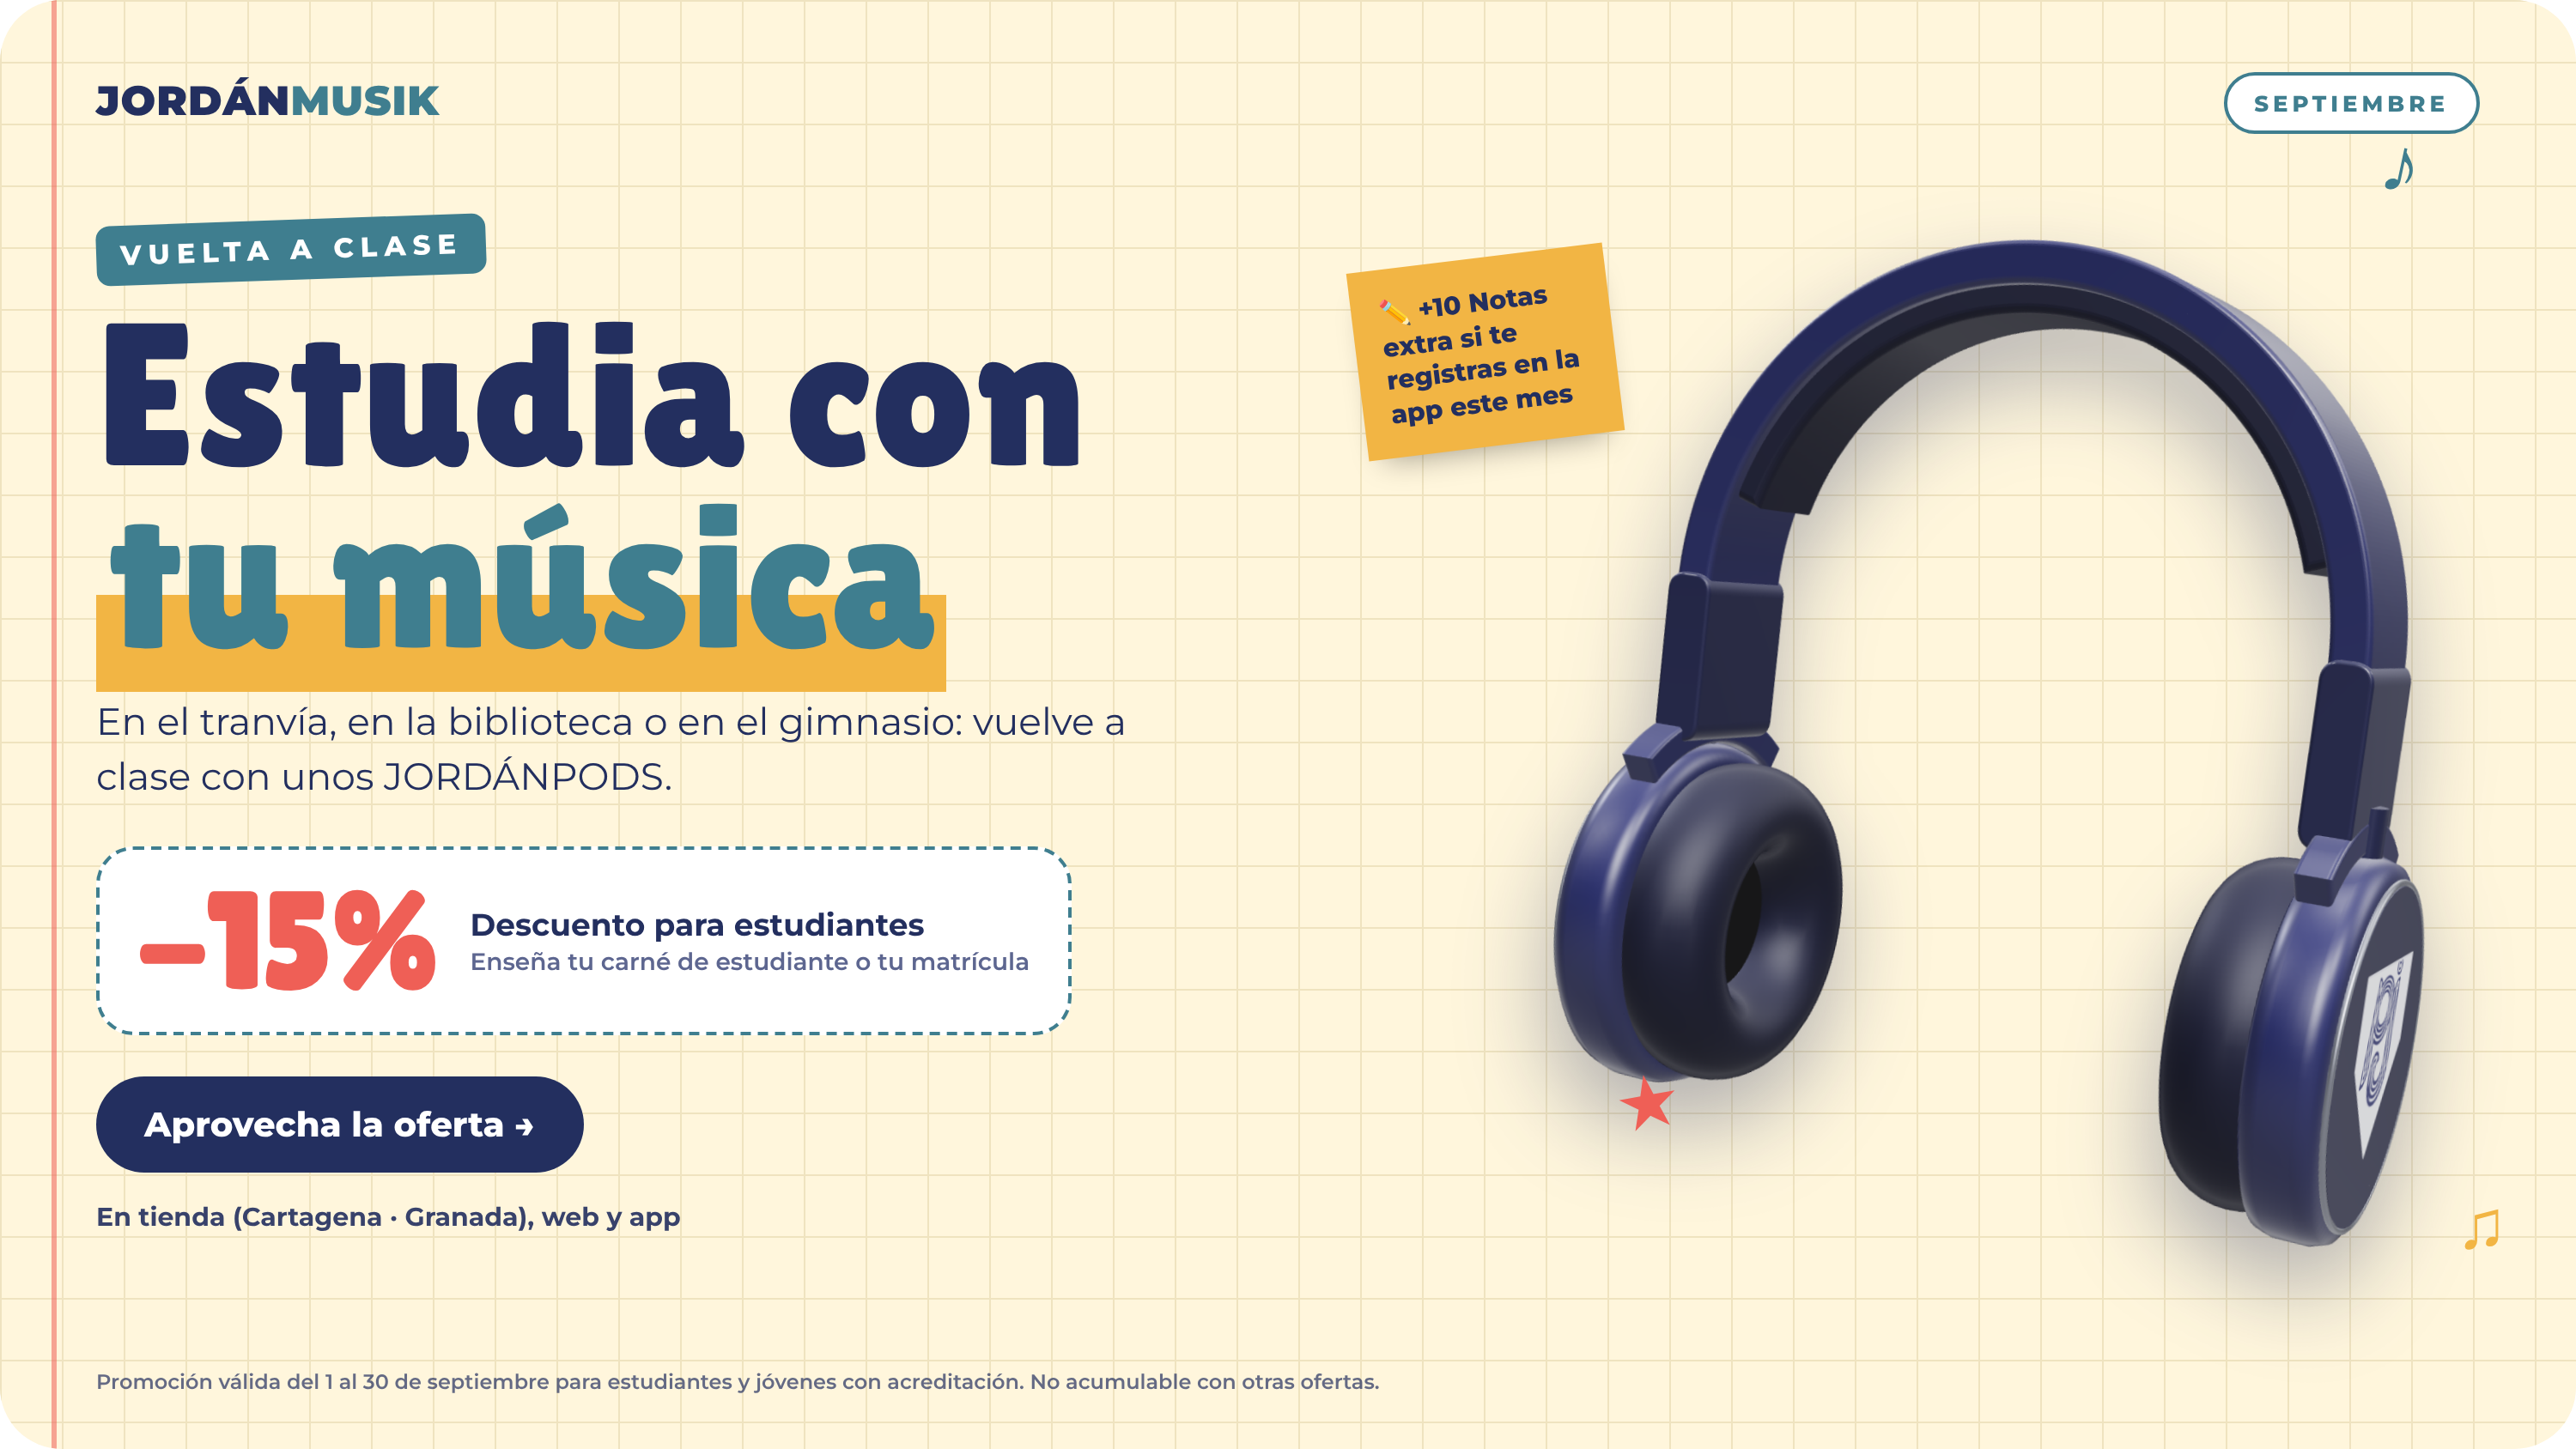 JORDÁNMUSIK
SEPTIEMBRE
VUELTA A CLASE
Estudia con
tu música
✏️ +10 Notas
extra si te
registras en la
app este mes
En el tranvía, en la biblioteca o en el gimnasio: vuelve a
clase con unos JORDÁNPODS.
–15%
Descuento para estudiantes
Enseña tu carné de estudiante o tu matrícula
Aprovecha la oferta →
En tienda (Cartagena · Granada), web y app
Promoción válida del 1 al 30 de septiembre para estudiantes y jóvenes con acreditación. No acumulable con otras ofertas.